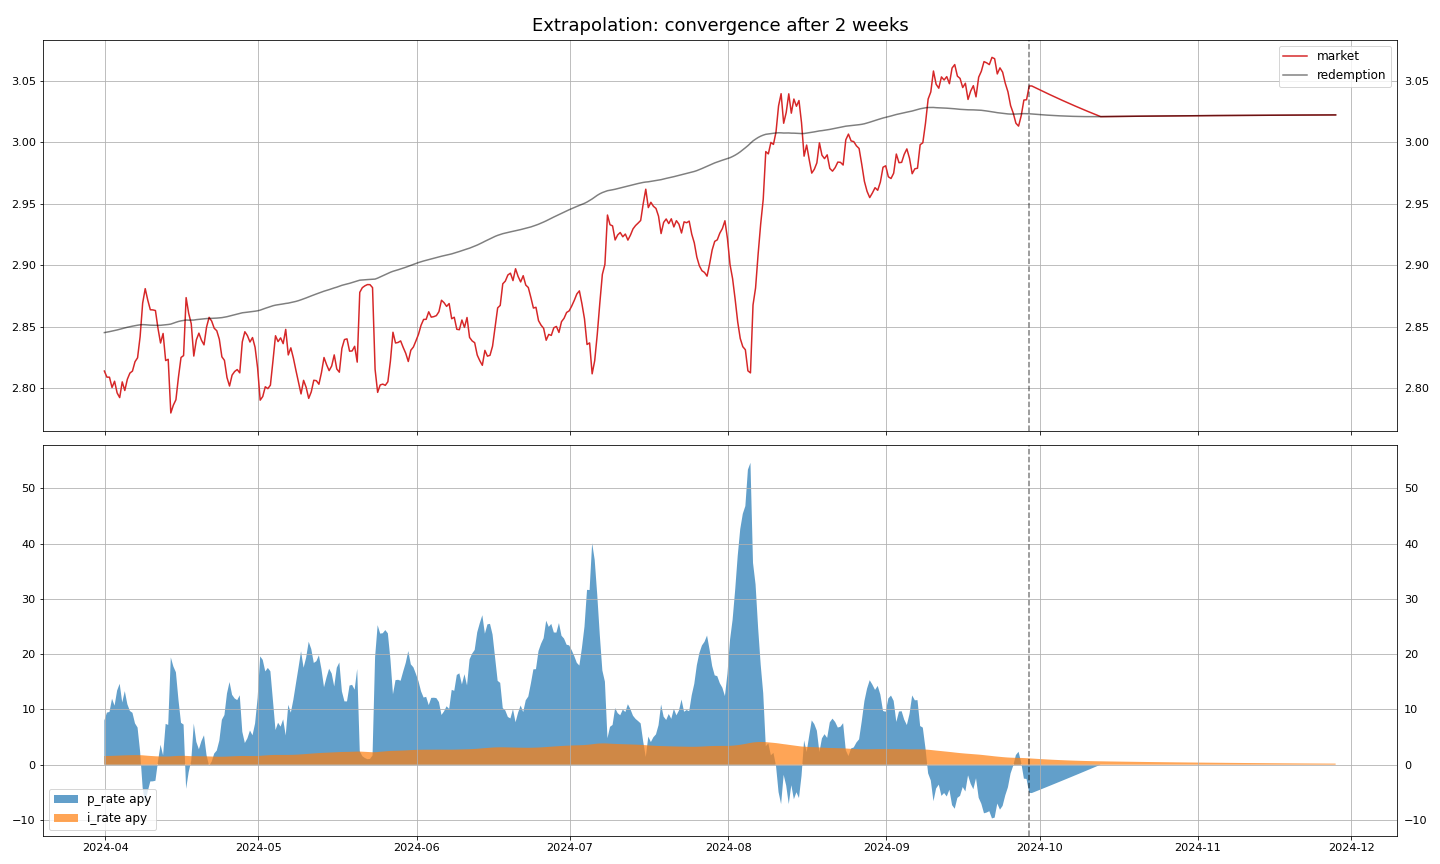 Extrapolation: convergence after 2 weeks
market
redemption
3.05 3.05
3.00 3.00
2.95 2.95
2.90 2.90
2.85 2.85
2.80 2.80
50 50
40 40
30 30
20 20
10 10
0 0
−10 −10
p_rate apy
i_rate apy
2024-04 2024-05 2024-06 2024-07 2024-08 2024-09 2024-10 2024-11 2024-12